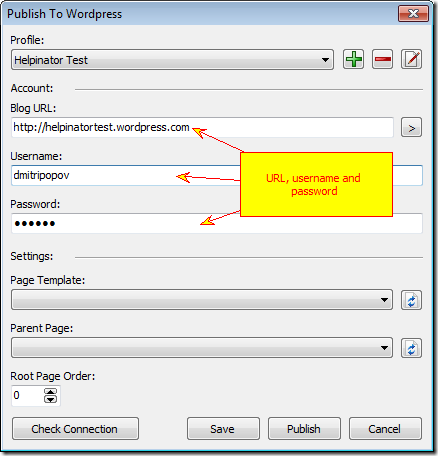 Publish To Wordpress
Profile:
Helpinator Test
Account:
Blog URL:
http://helpinatortest.wordpress.com
>
Username:
dmitripopov
URL, username and
password
Password:
●●●●●●
Settings:
Page Template:
Parent Page:
Root Page Order:
0
Check Connection
Save
Publish
Cancel